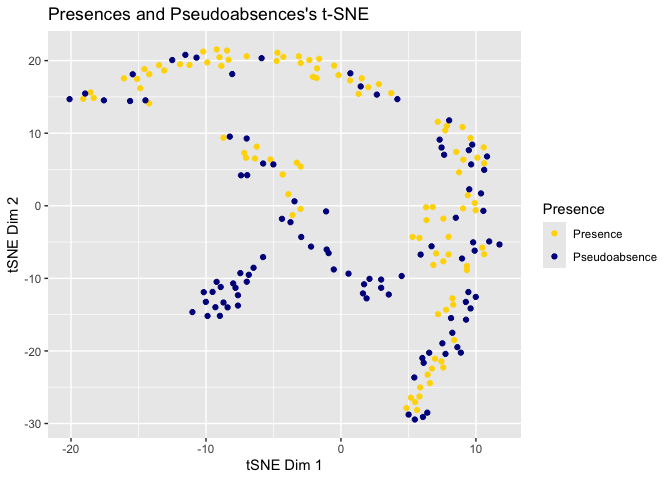 Presences and Pseudoabsences's t-SNE
20
10
0
-10
-20
-30
-20
-10
0
10
tSNE Dim 1
tSNE Dim 2
Presence
Presence
Pseudoabsence